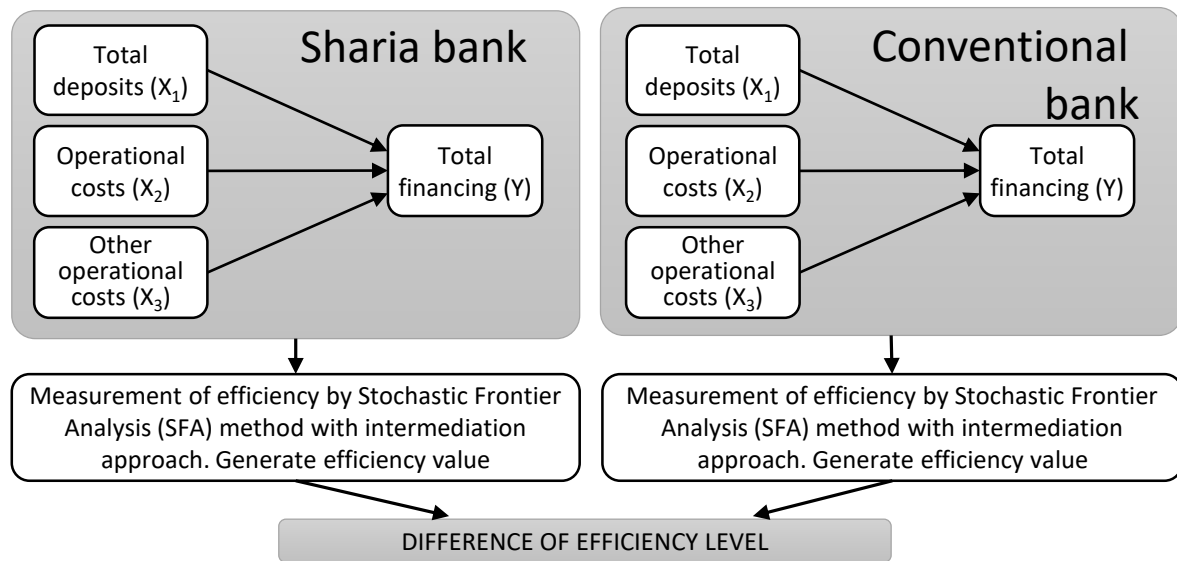 Sharia bank
Total
deposits (X₁)
Operational
costs (X₂)
Other
operational
costs (X₃)
Total
financing (Y)
Conventional
bank
Total
deposits (X₁)
Operational
costs (X₂)
Other
operational
costs (X₃)
Total
financing (Y)
Measurement of efficiency by Stochastic Frontier
Analysis (SFA) method with intermediation
approach. Generate efficiency value
Measurement of efficiency by Stochastic Frontier
Analysis (SFA) method with intermediation
approach. Generate efficiency value
DIFFERENCE OF EFFICIENCY LEVEL